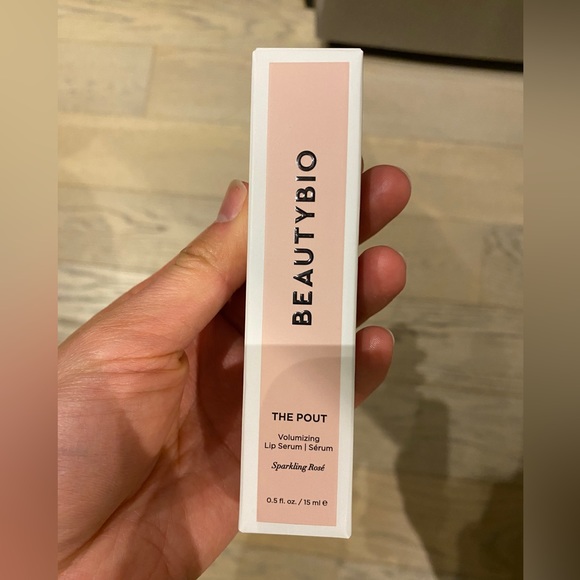 BEAUTYBIO
THE POUT
Volumizing
Lip Serum | Sérum
Sparkling Rosé
0.5 fl. oz. / 15 ml ℮